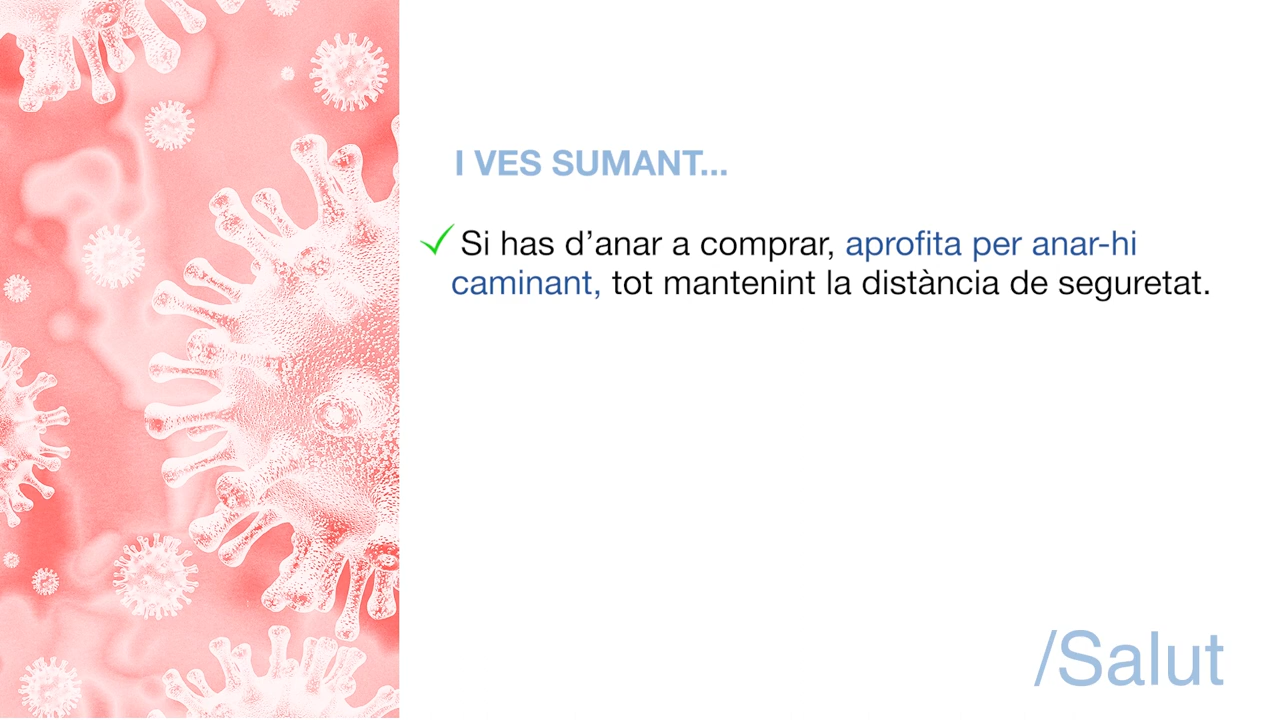 I VES SUMANT...
Si has d’anar a comprar, aprofita per anar-hi
caminant, tot mantenint la distància de seguretat.
/Salut